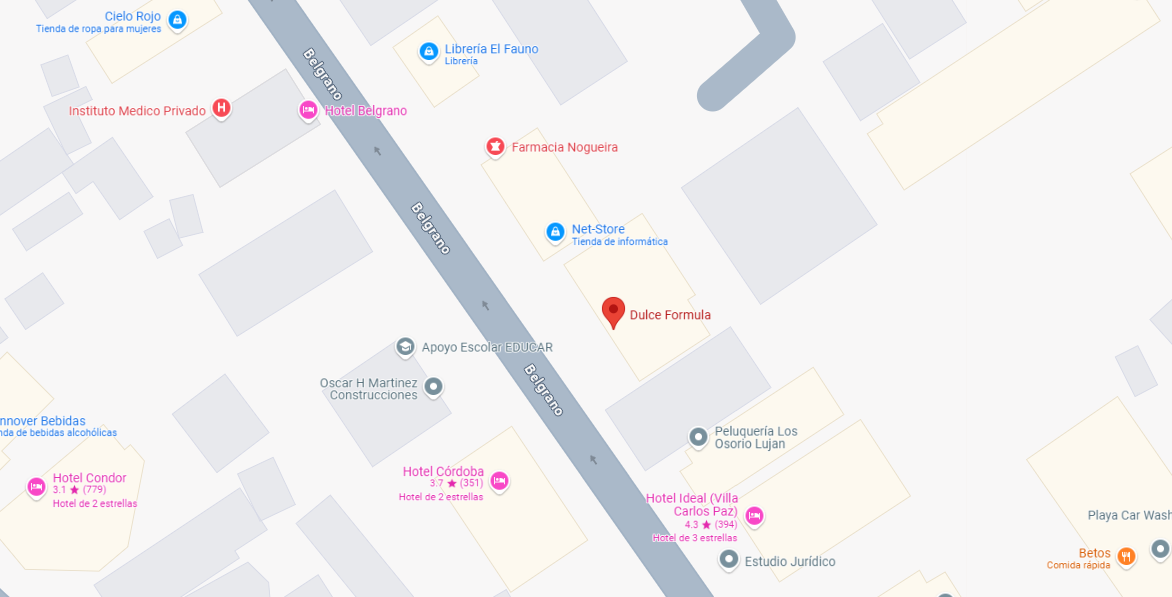 Cielo Rojo
Tienda de ropa para mujeres
Librería El Fauno
Librería
Belgrano
Instituto Medico Privado
Hotel Belgrano
Farmacia Nogueira
Belgrano
Net-Store
Tienda de informática
Dulce Formula
Apoyo Escolar EDUCAR
Oscar H Martinez
Construcciones
Belgrano
nnover Bebidas
nda de bebidas alcohólicas
Peluquería Los
Osorio Lujan
Hotel Condor
3.1 ★ (779)
Hotel de 2 estrellas
Hotel Córdoba
3.7 ★ (351)
Hotel de 2 estrellas
Hotel Ideal (Villa
Carlos Paz)
4.3 ★ (394)
Hotel de 3 estrellas
Estudio Jurídico
Playa Car Wash
Betos
Comida rápida